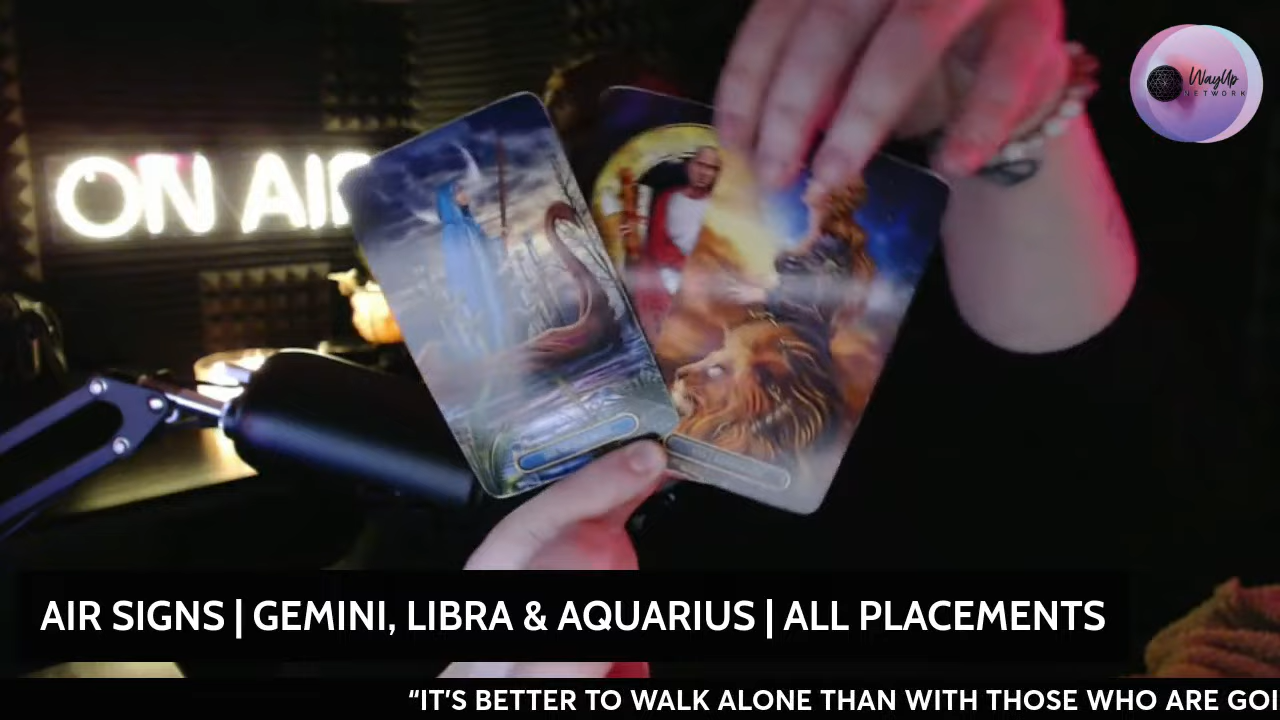 WayUp
NETWORK
ON AIR
AIR SIGNS | GEMINI, LIBRA & AQUARIUS | ALL PLACEMENTS
“IT'S BETTER TO WALK ALONE THAN WITH THOSE WHO ARE GOI